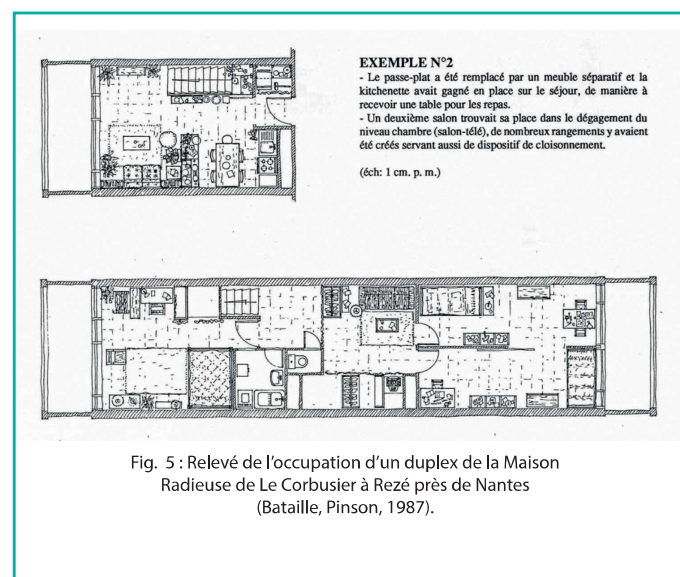 EXEMPLE N°2
- Le passe-plat a été remplacé par un meuble séparatif et la
kitchenette avait gagné en place sur le séjour, de manière à
recevoir une table pour les repas.
- Un deuxième salon trouvait sa place dans le dégagement du
niveau chambre (salon-télé), de nombreux rangements y avaient
été créés servant aussi de dispositif de cloisonnement.
(éch: 1 cm. p. m.)
Fig. 5 : Relevé de l'occupation d'un duplex de la Maison
Radieuse de Le Corbusier à Rezé près de Nantes
(Bataille, Pinson, 1987).